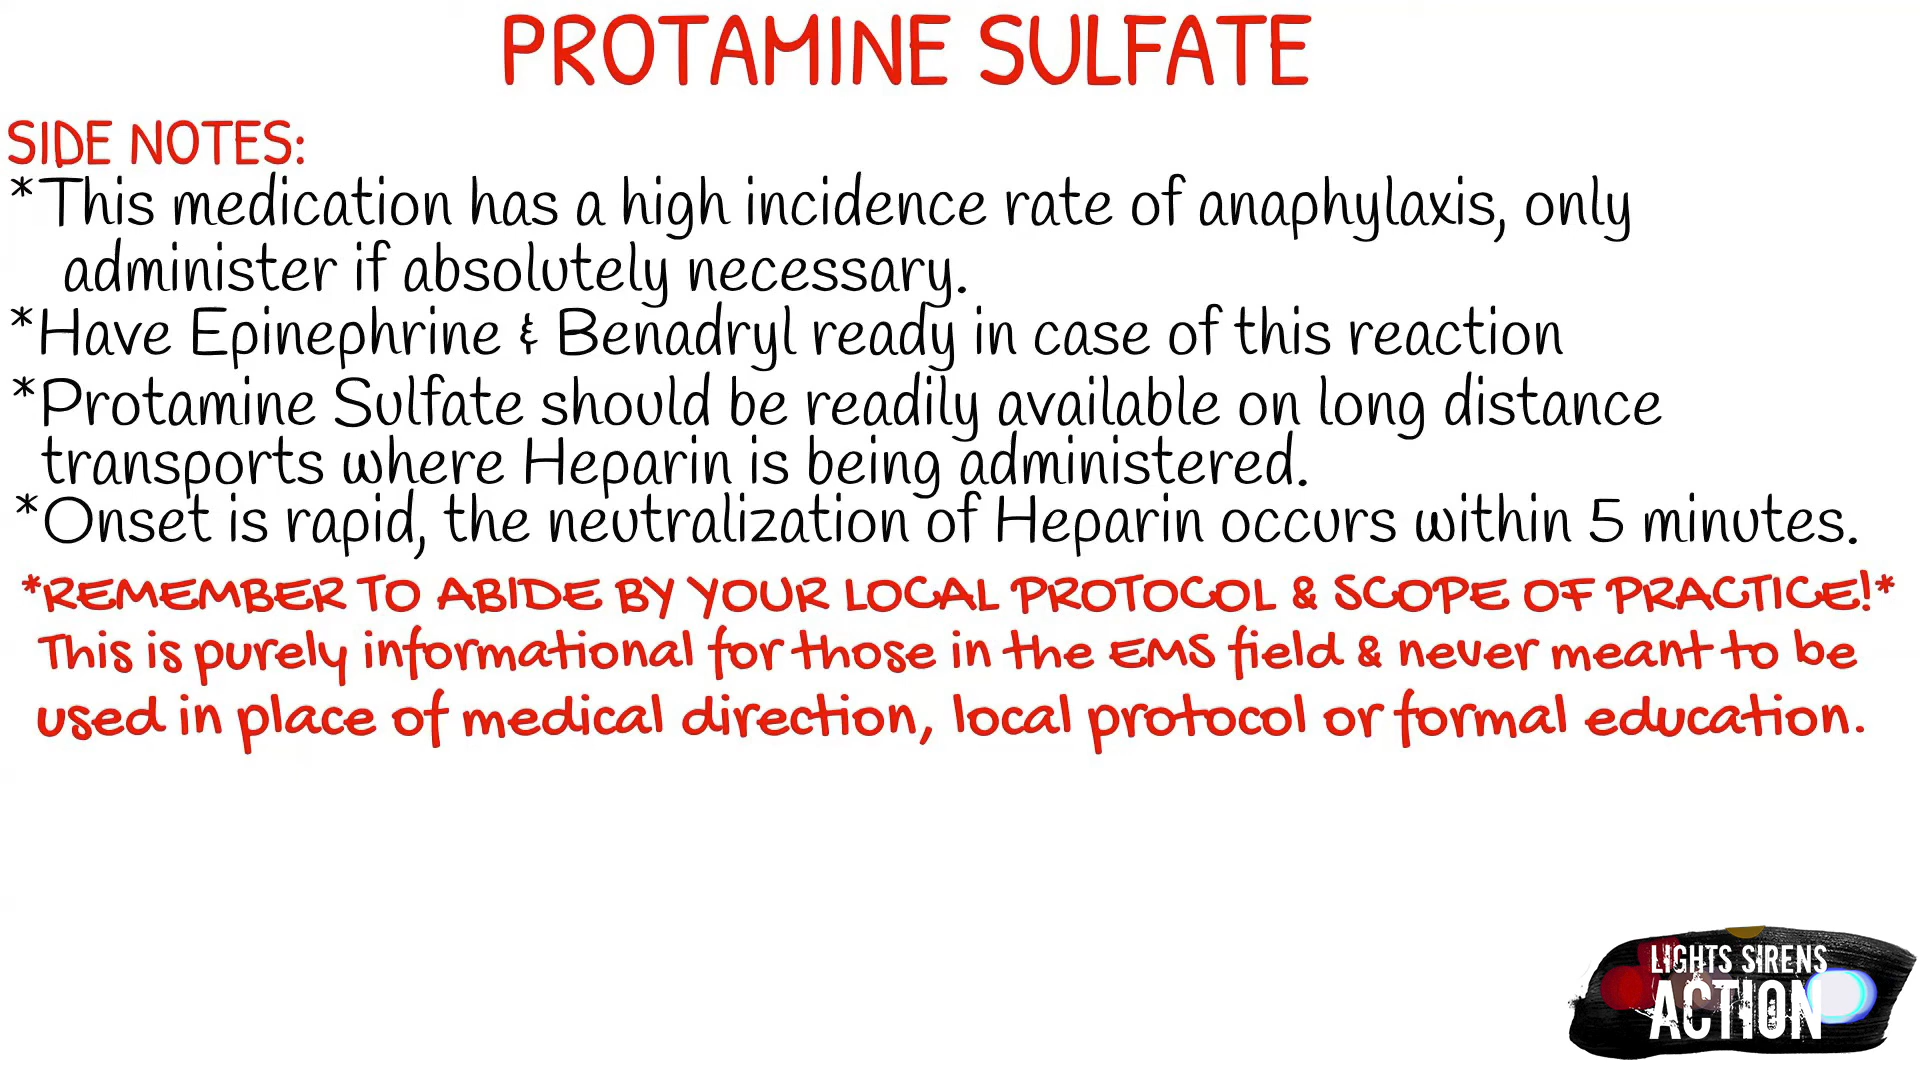 PROTAMINE SULFATE
SIDE NOTES:
*This medication has a high incidence rate of anaphylaxis, only
administer if absolutely necessary.
*Have Epinephrine & Benadryl ready in case of this reaction
*Protamine Sulfate should be readily available on long distance
transports where Heparin is being administered.
*Onset is rapid, the neutralization of Heparin occurs within 5 minutes.
*REMEMBER TO ABIDE BY YOUR LOCAL PROTOCOL & SCOPE OF PRACTICE!*
This is purely informational for those in the EMS field & never meant to be
used in place of medical direction, local protocol or formal education.
LIGHTS SIRENS
ACTION